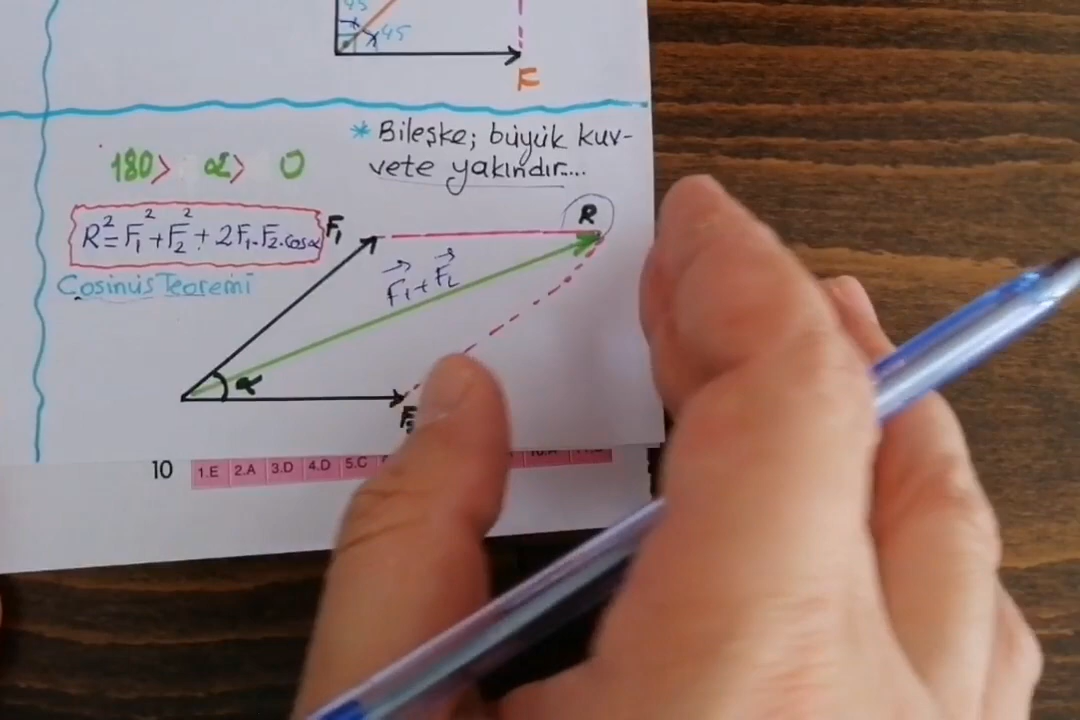 45
45
F
* Bileşke; büyük kuv-
vete yakındır....
180 > α > 0
R² = F₁² + F₂² + 2F₁.F₂.cosα
Cosinüs Teoremi
F₁
R
F₁ + F₂
α
10 1.E 2.A 3.D 4.D 5.C